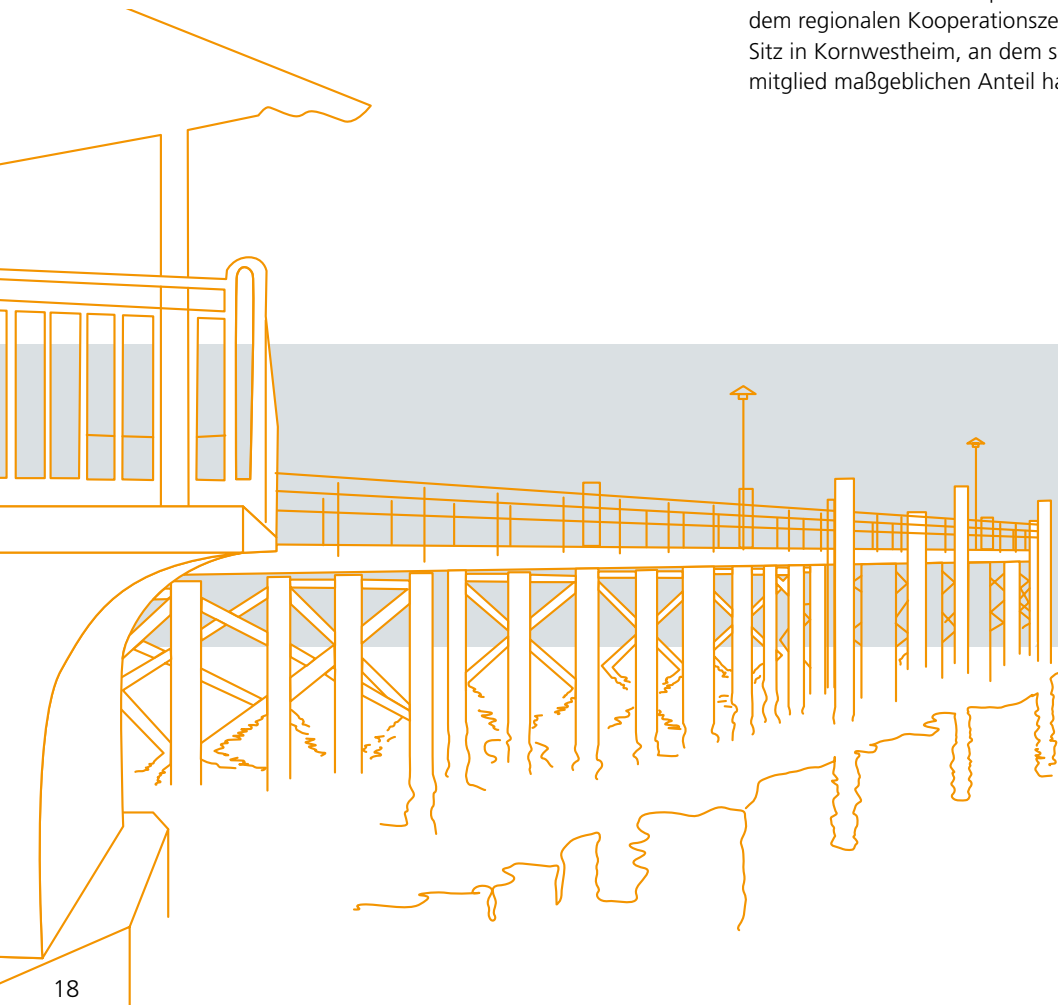 dem regionalen
Sitz in Kornwestheim, an dem
mitglied maßgeblichen Anteil
18